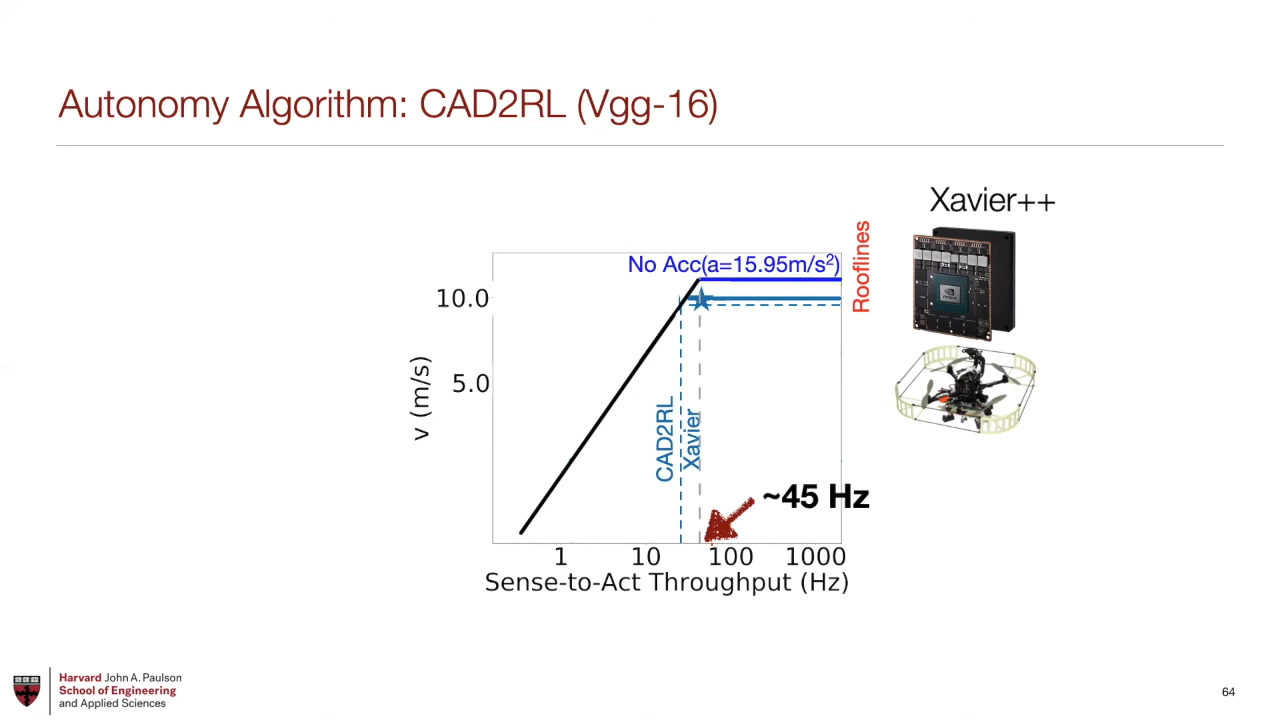 Autonomy Algorithm: CAD2RL (Vgg-16)
Xavier++
No Acc(a=15.95m/s²)
Rooflines
10.0
5.0
v (m/s)
CAD2RL
Xavier
~45 Hz
1 10 100 1000
Sense-to-Act Throughput (Hz)
Harvard John A. Paulson
School of Engineering
and Applied Sciences
64